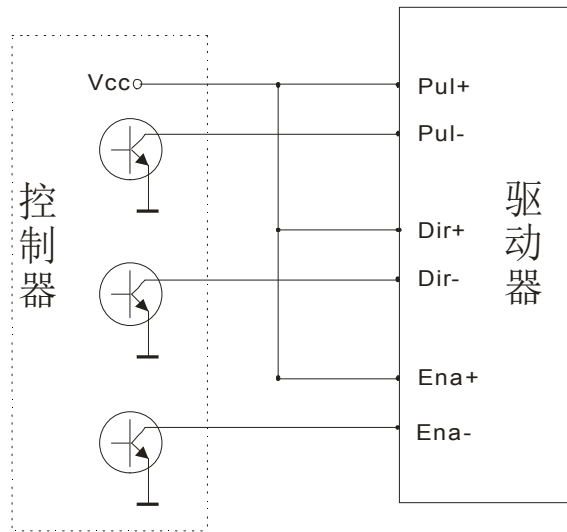 Vcc
Pul+
Pul-
控制器
驱动器
Dir+
Dir-
Ena+
Ena-